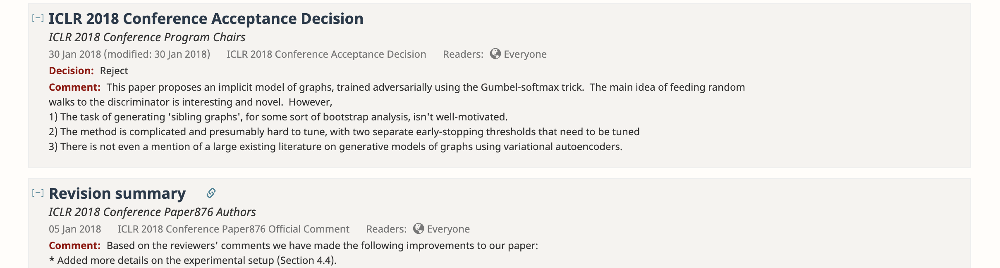 [−] ICLR 2018 Conference Acceptance Decision
ICLR 2018 Conference Program Chairs
30 Jan 2018 (modified: 30 Jan 2018) ICLR 2018 Conference Acceptance Decision Readers: Everyone
Decision: Reject
Comment: This paper proposes an implicit model of graphs, trained adversarially using the Gumbel-softmax trick. The main idea of feeding random
walks to the discriminator is interesting and novel. However,
1) The task of generating 'sibling graphs', for some sort of bootstrap analysis, isn't well-motivated.
2) The method is complicated and presumably hard to tune, with two separate early-stopping thresholds that need to be tuned
3) There is not even a mention of a large existing literature on generative models of graphs using variational autoencoders.
[−] Revision summary
ICLR 2018 Conference Paper876 Authors
05 Jan 2018 ICLR 2018 Conference Paper876 Official Comment Readers: Everyone
Comment: Based on the reviewers' comments we have made the following improvements to our paper:
* Added more details on the experimental setup (Section 4.4).